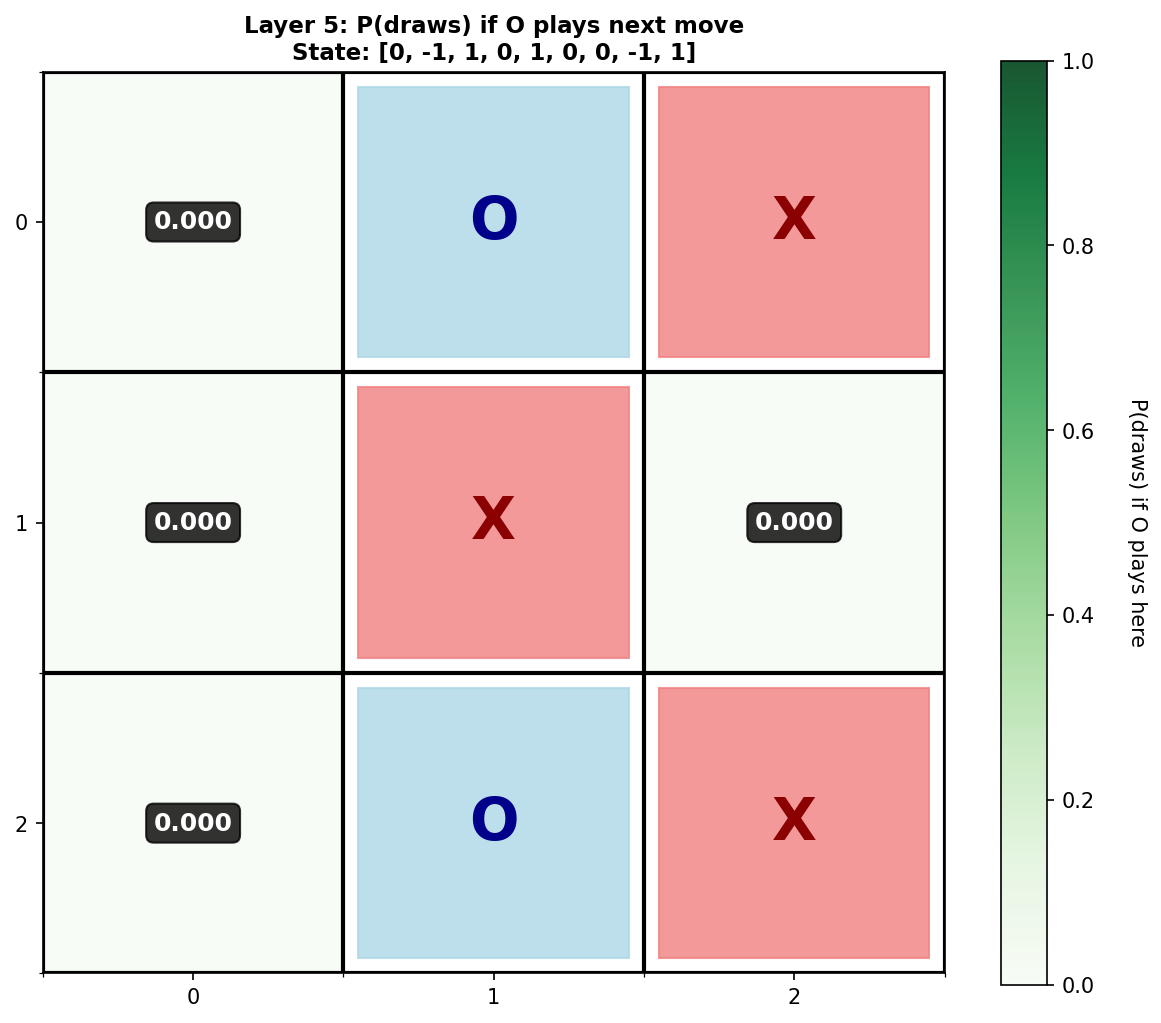 Layer 5: P(draws) if O plays next move
State: [0, -1, 1, 0, 1, 0, 0, -1, 1]
1.0
0.8
0.6
0.4
0.2
0.0
P(draws) if O plays here
0
0.000
O
X
1
0.000
X
0.000
2
0.000
O
X
0
1
2